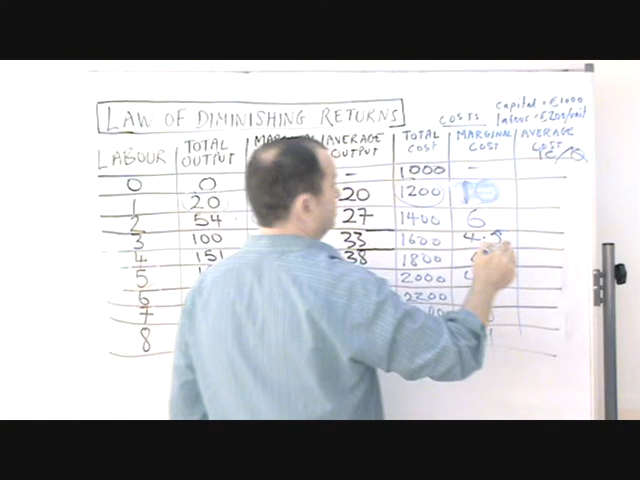 LAW OF DIMINISHING RETURNS
COSTS
Capital = £1000
labour = £200/unit
LABOUR TOTAL OUTPUT AVERAGE OUTPUT TOTAL COST MARGINAL COST AVERAGE COST
TC/Q
0 0 - 1000 -
1 20 20 1200 10
2 54 27 1400 6
3 100 33 1600 4.
4 151 38 1800
5 2000
6 2200
7
8